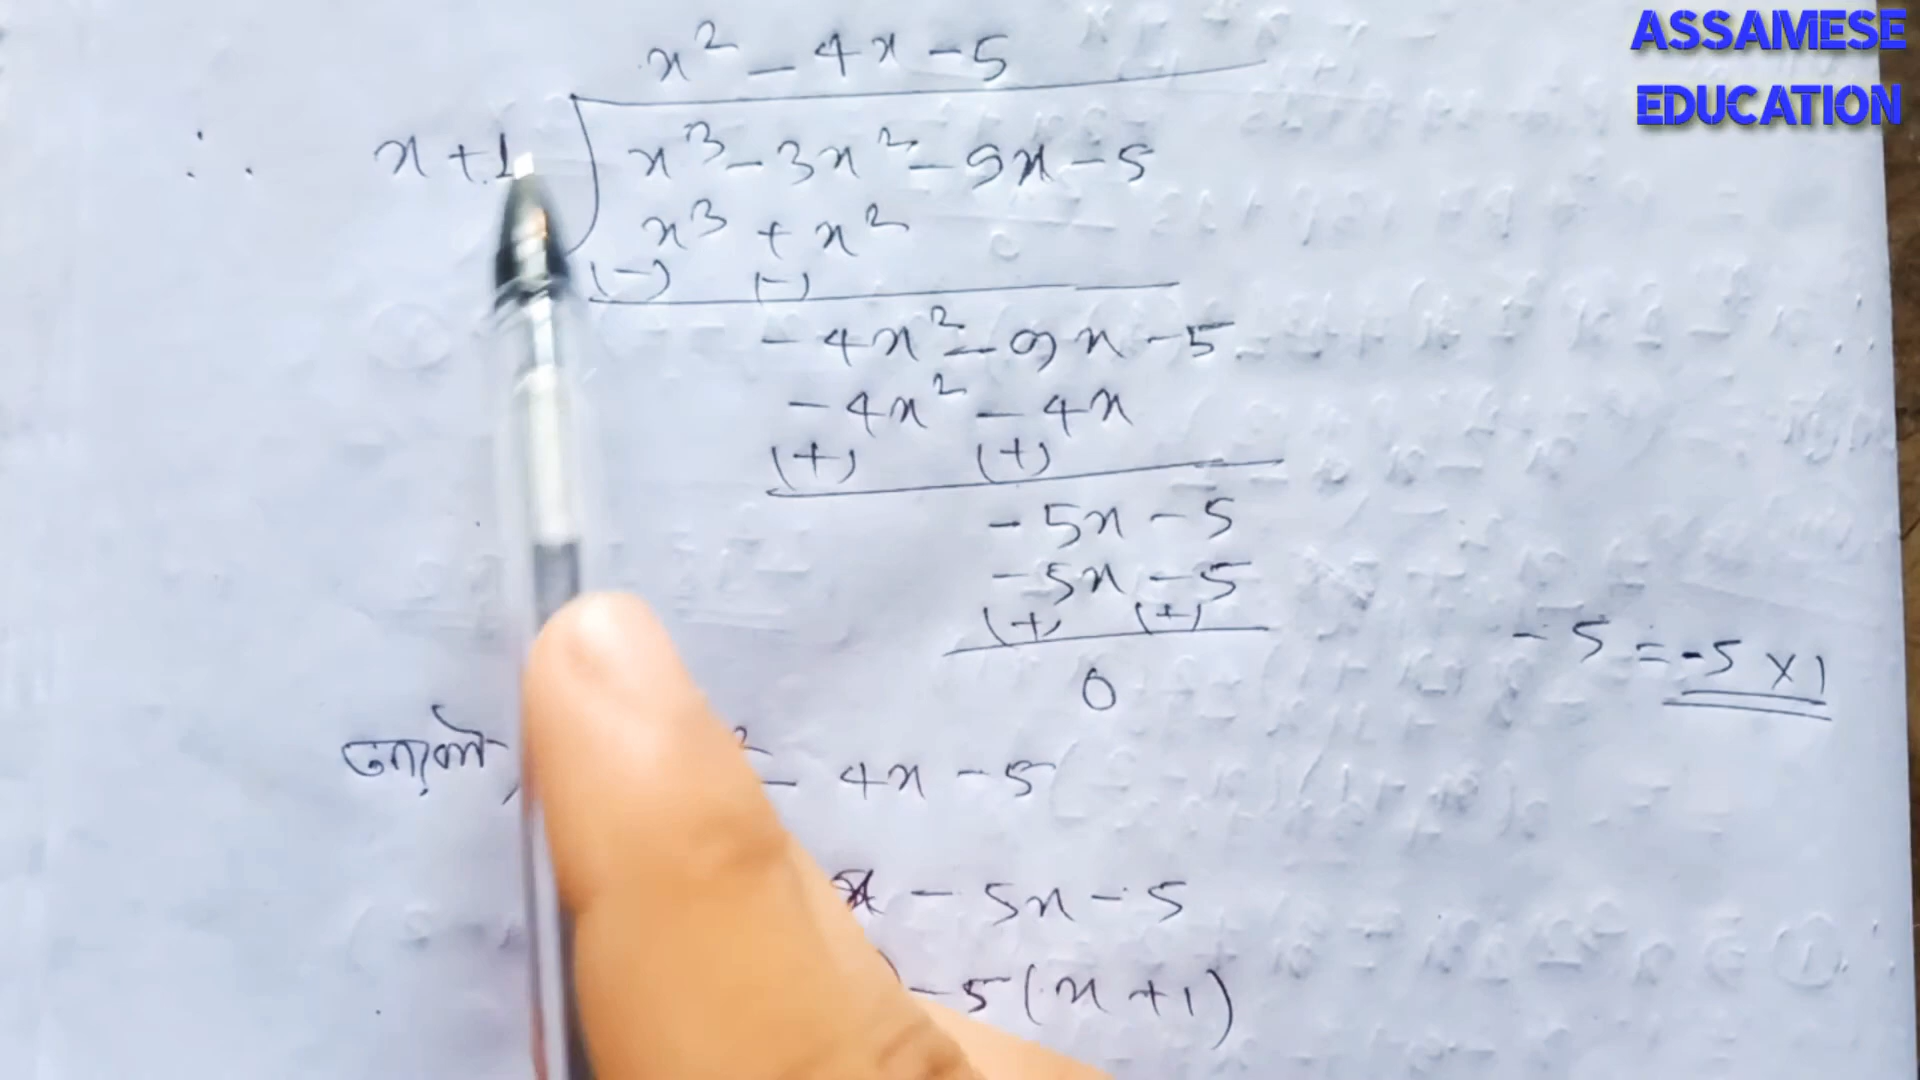 ASSAMESE
EDUCATION
x² - 4x - 5
∴ x + 1 ) x³ - 3x² - 9x - 5
x³ + x²
(-) (-)
- 4x² - 9x - 5
- 4x² - 4x
(+) (+)
- 5x - 5
- 5x - 5
(+) (+)
0
- 5 = -5 × 1
² - 4x - 5
x - 5x - 5
) - 5(x + 1)